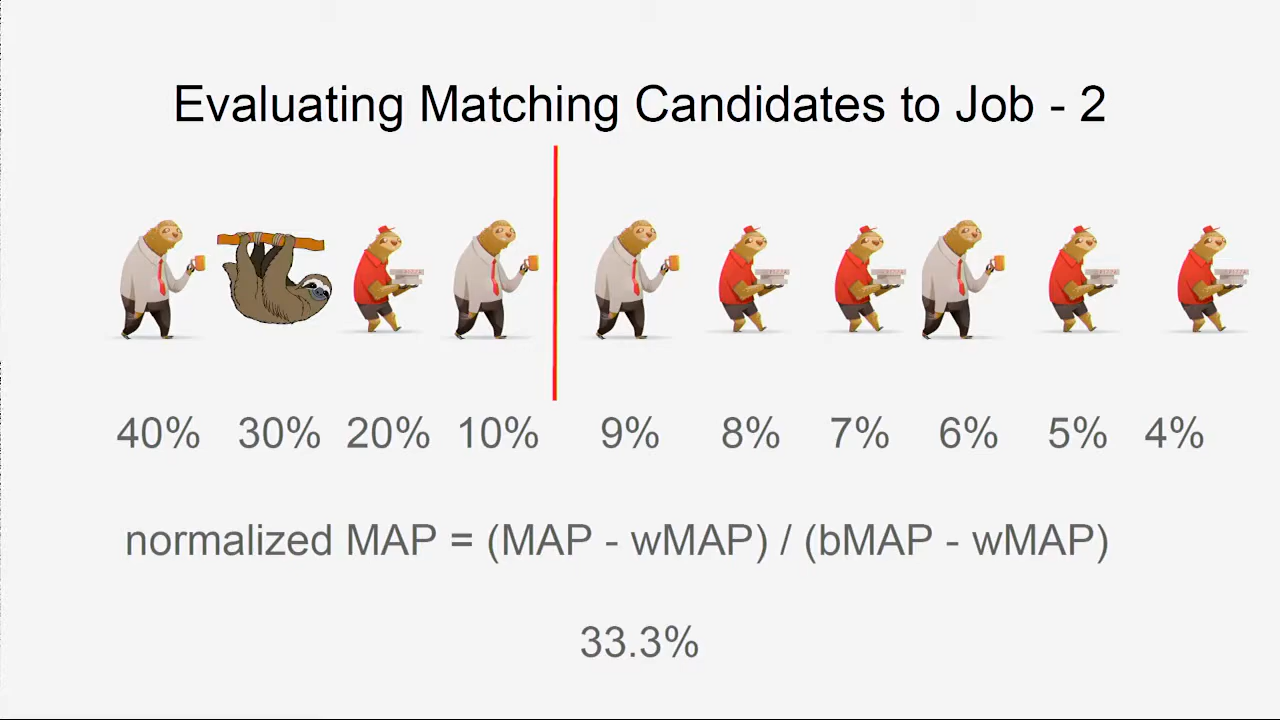 Evaluating Matching Candidates to Job - 2
40% 30% 20% 10% 9% 8% 7% 6% 5% 4%
normalized MAP = (MAP - wMAP) / (bMAP - wMAP)
33.3%